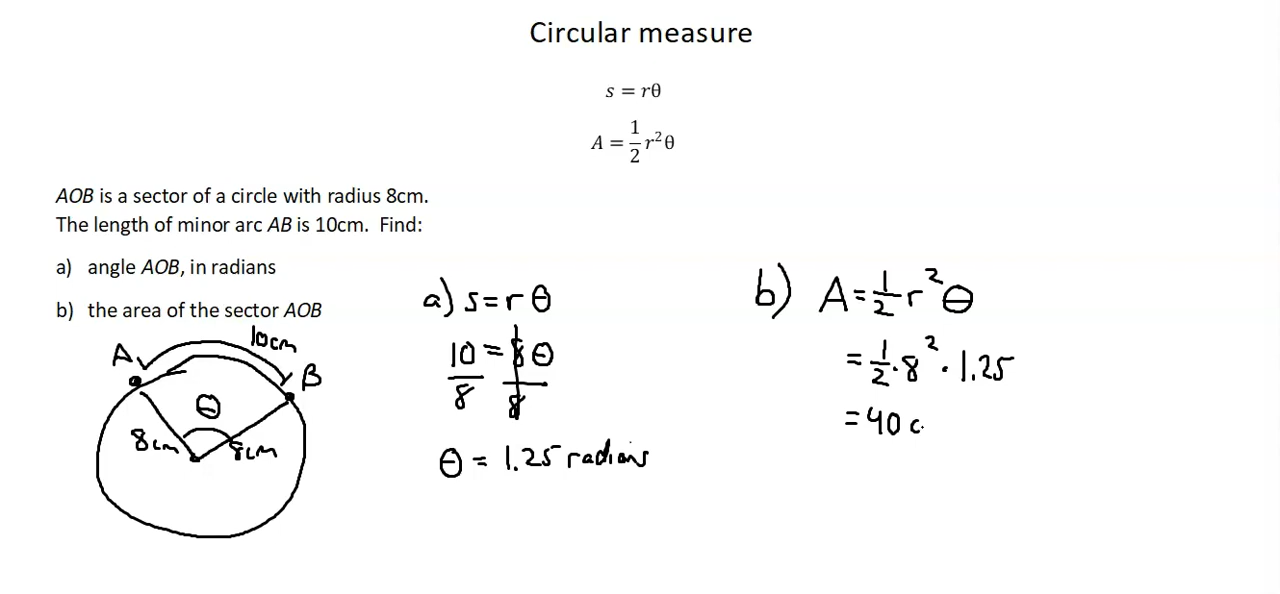 Circular measure
s = rθ
A = 1/2 r²θ
AOB is a sector of a circle with radius 8cm.
The length of minor arc AB is 10cm. Find:
a) angle AOB, in radians
b) the area of the sector AOB
10cm
A
B
θ
8cm
8cm
a) s = r θ
10 = 8 θ
8 8
θ = 1.25 radians
b) A = 1/2 r² θ
= 1/2 · 8² · 1.25
= 40 c